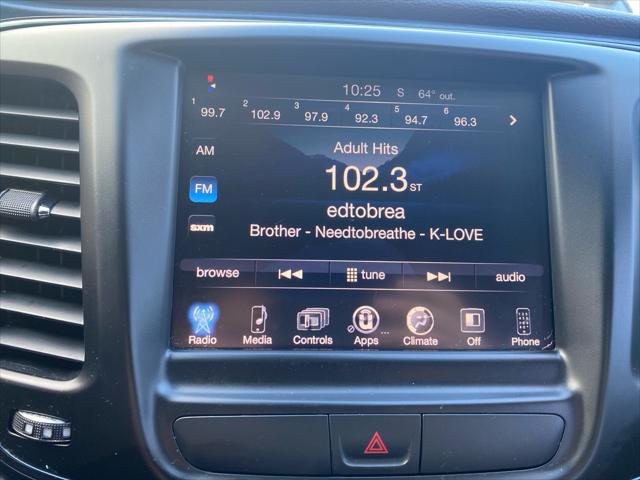 10:25 S 64° out.
1 99.7 2 102.9 3 97.9 4 92.3 5 94.7 6 96.3
AM
Adult Hits
FM
102.3 ST
edtobrea
sxm
Brother - Needtobreathe - K-LOVE
browse tune audio
Radio Media Controls Apps ... Climate Off Phone